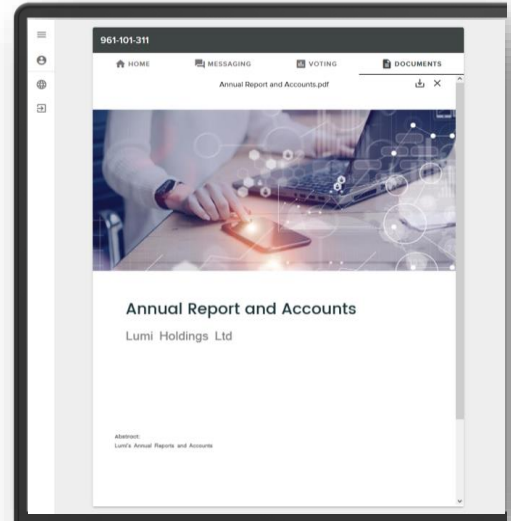 961-101-311
HOME MESSAGING VOTING DOCUMENTS
Annual Report and Accounts.pdf
Annual Report and Accounts
Lumi Holdings Ltd
Abstract:
Lumi's Annual Reports and Accounts